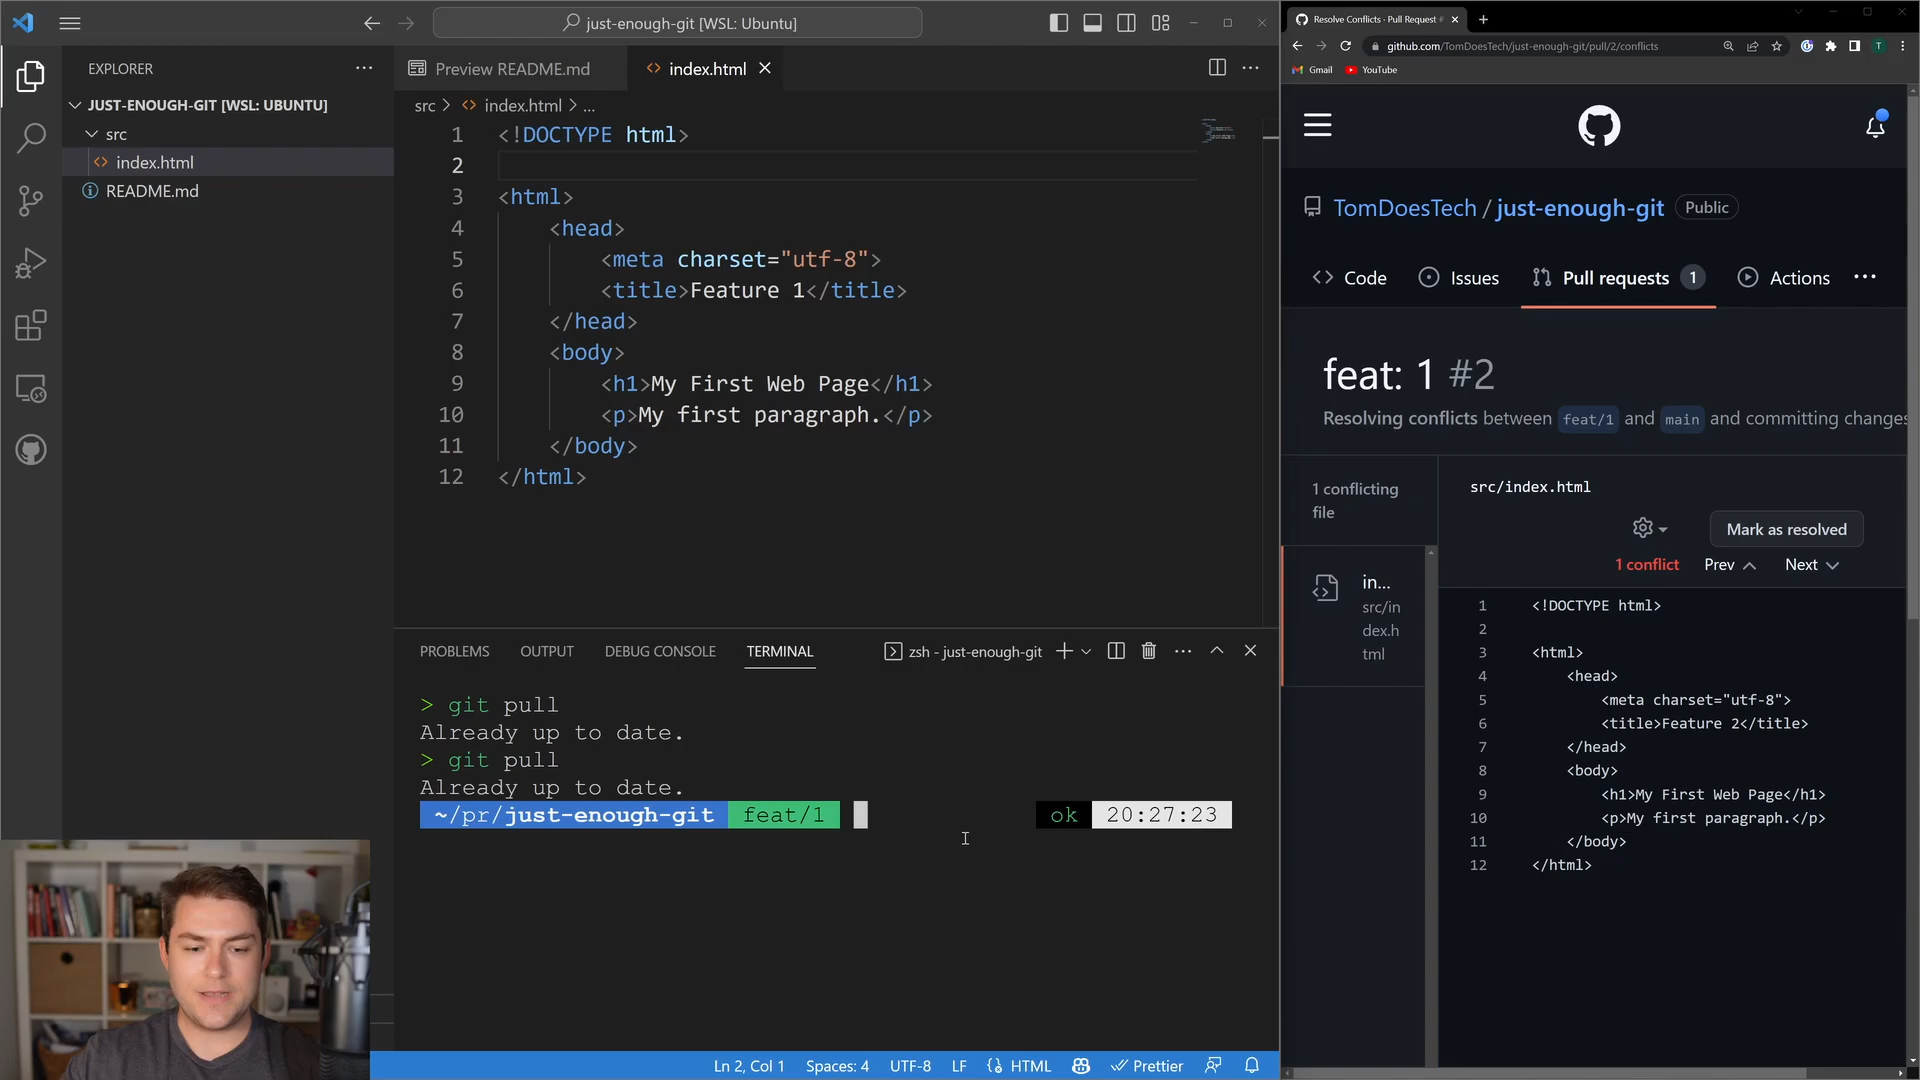 just-enough-git [WSL: Ubuntu]
EXPLORER
JUST-ENOUGH-GIT [WSL: UBUNTU]
src
index.html
README.md
Preview README.md
index.html
src > index.html > ...
1 <!DOCTYPE html>
2
3 <html>
4 <head>
5 <meta charset="utf-8">
6 <title>Feature 1</title>
7 </head>
8 <body>
9 <h1>My First Web Page</h1>
10 <p>My first paragraph.</p>
11 </body>
12 </html>
PROBLEMS OUTPUT DEBUG CONSOLE TERMINAL
zsh - just-enough-git
> git pull
Already up to date.
> git pull
Already up to date.
~/pr/just-enough-git feat/1 ok 20:27:23
Ln 2, Col 1 Spaces: 4 UTF-8 LF HTML Prettier
Resolve Conflicts · Pull Request #
github.com/TomDoesTech/just-enough-git/pull/2/conflicts
T
Gmail YouTube
TomDoesTech / just-enough-git Public
Code Issues Pull requests 1 Actions
feat: 1 #2
Resolving conflicts between feat/1 and main and committing changes
1 conflicting
file
in...
src/in
dex.h
tml
src/index.html
Mark as resolved
1 conflict Prev Next
1 <!DOCTYPE html>
2
3 <html>
4 <head>
5 <meta charset="utf-8">
6 <title>Feature 2</title>
7 </head>
8 <body>
9 <h1>My First Web Page</h1>
10 <p>My first paragraph.</p>
11 </body>
12 </html>